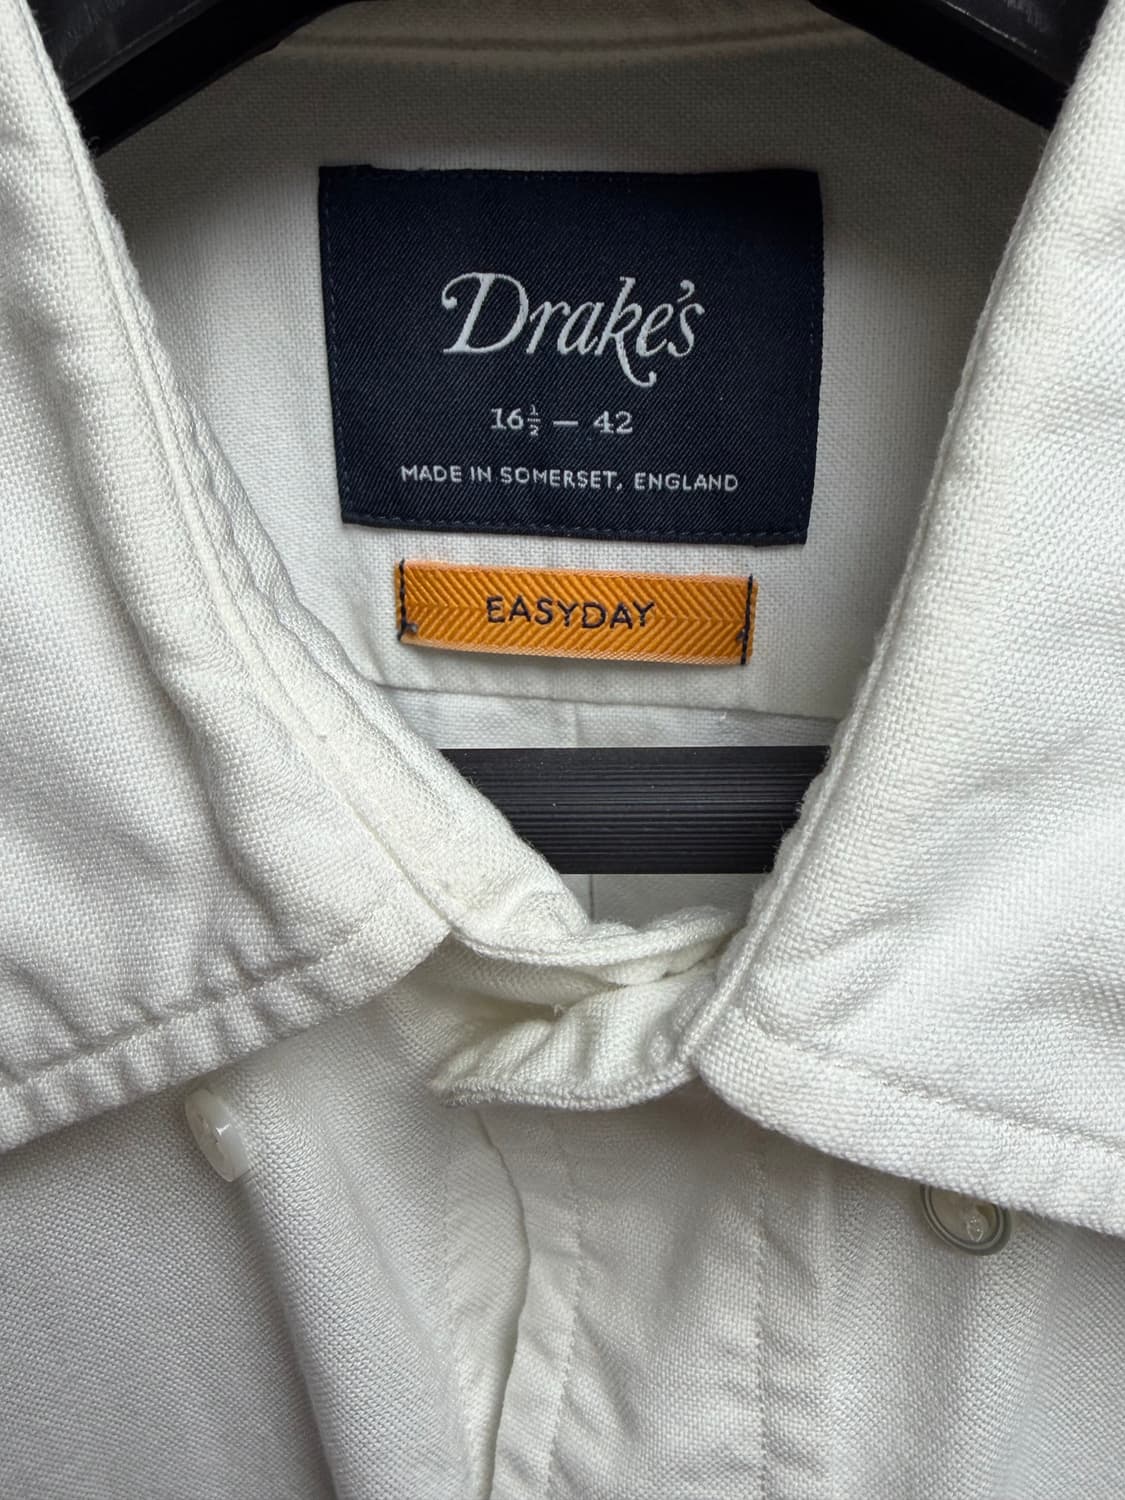 Drake's
16½ — 42
MADE IN SOMERSET, ENGLAND
EASYDAY